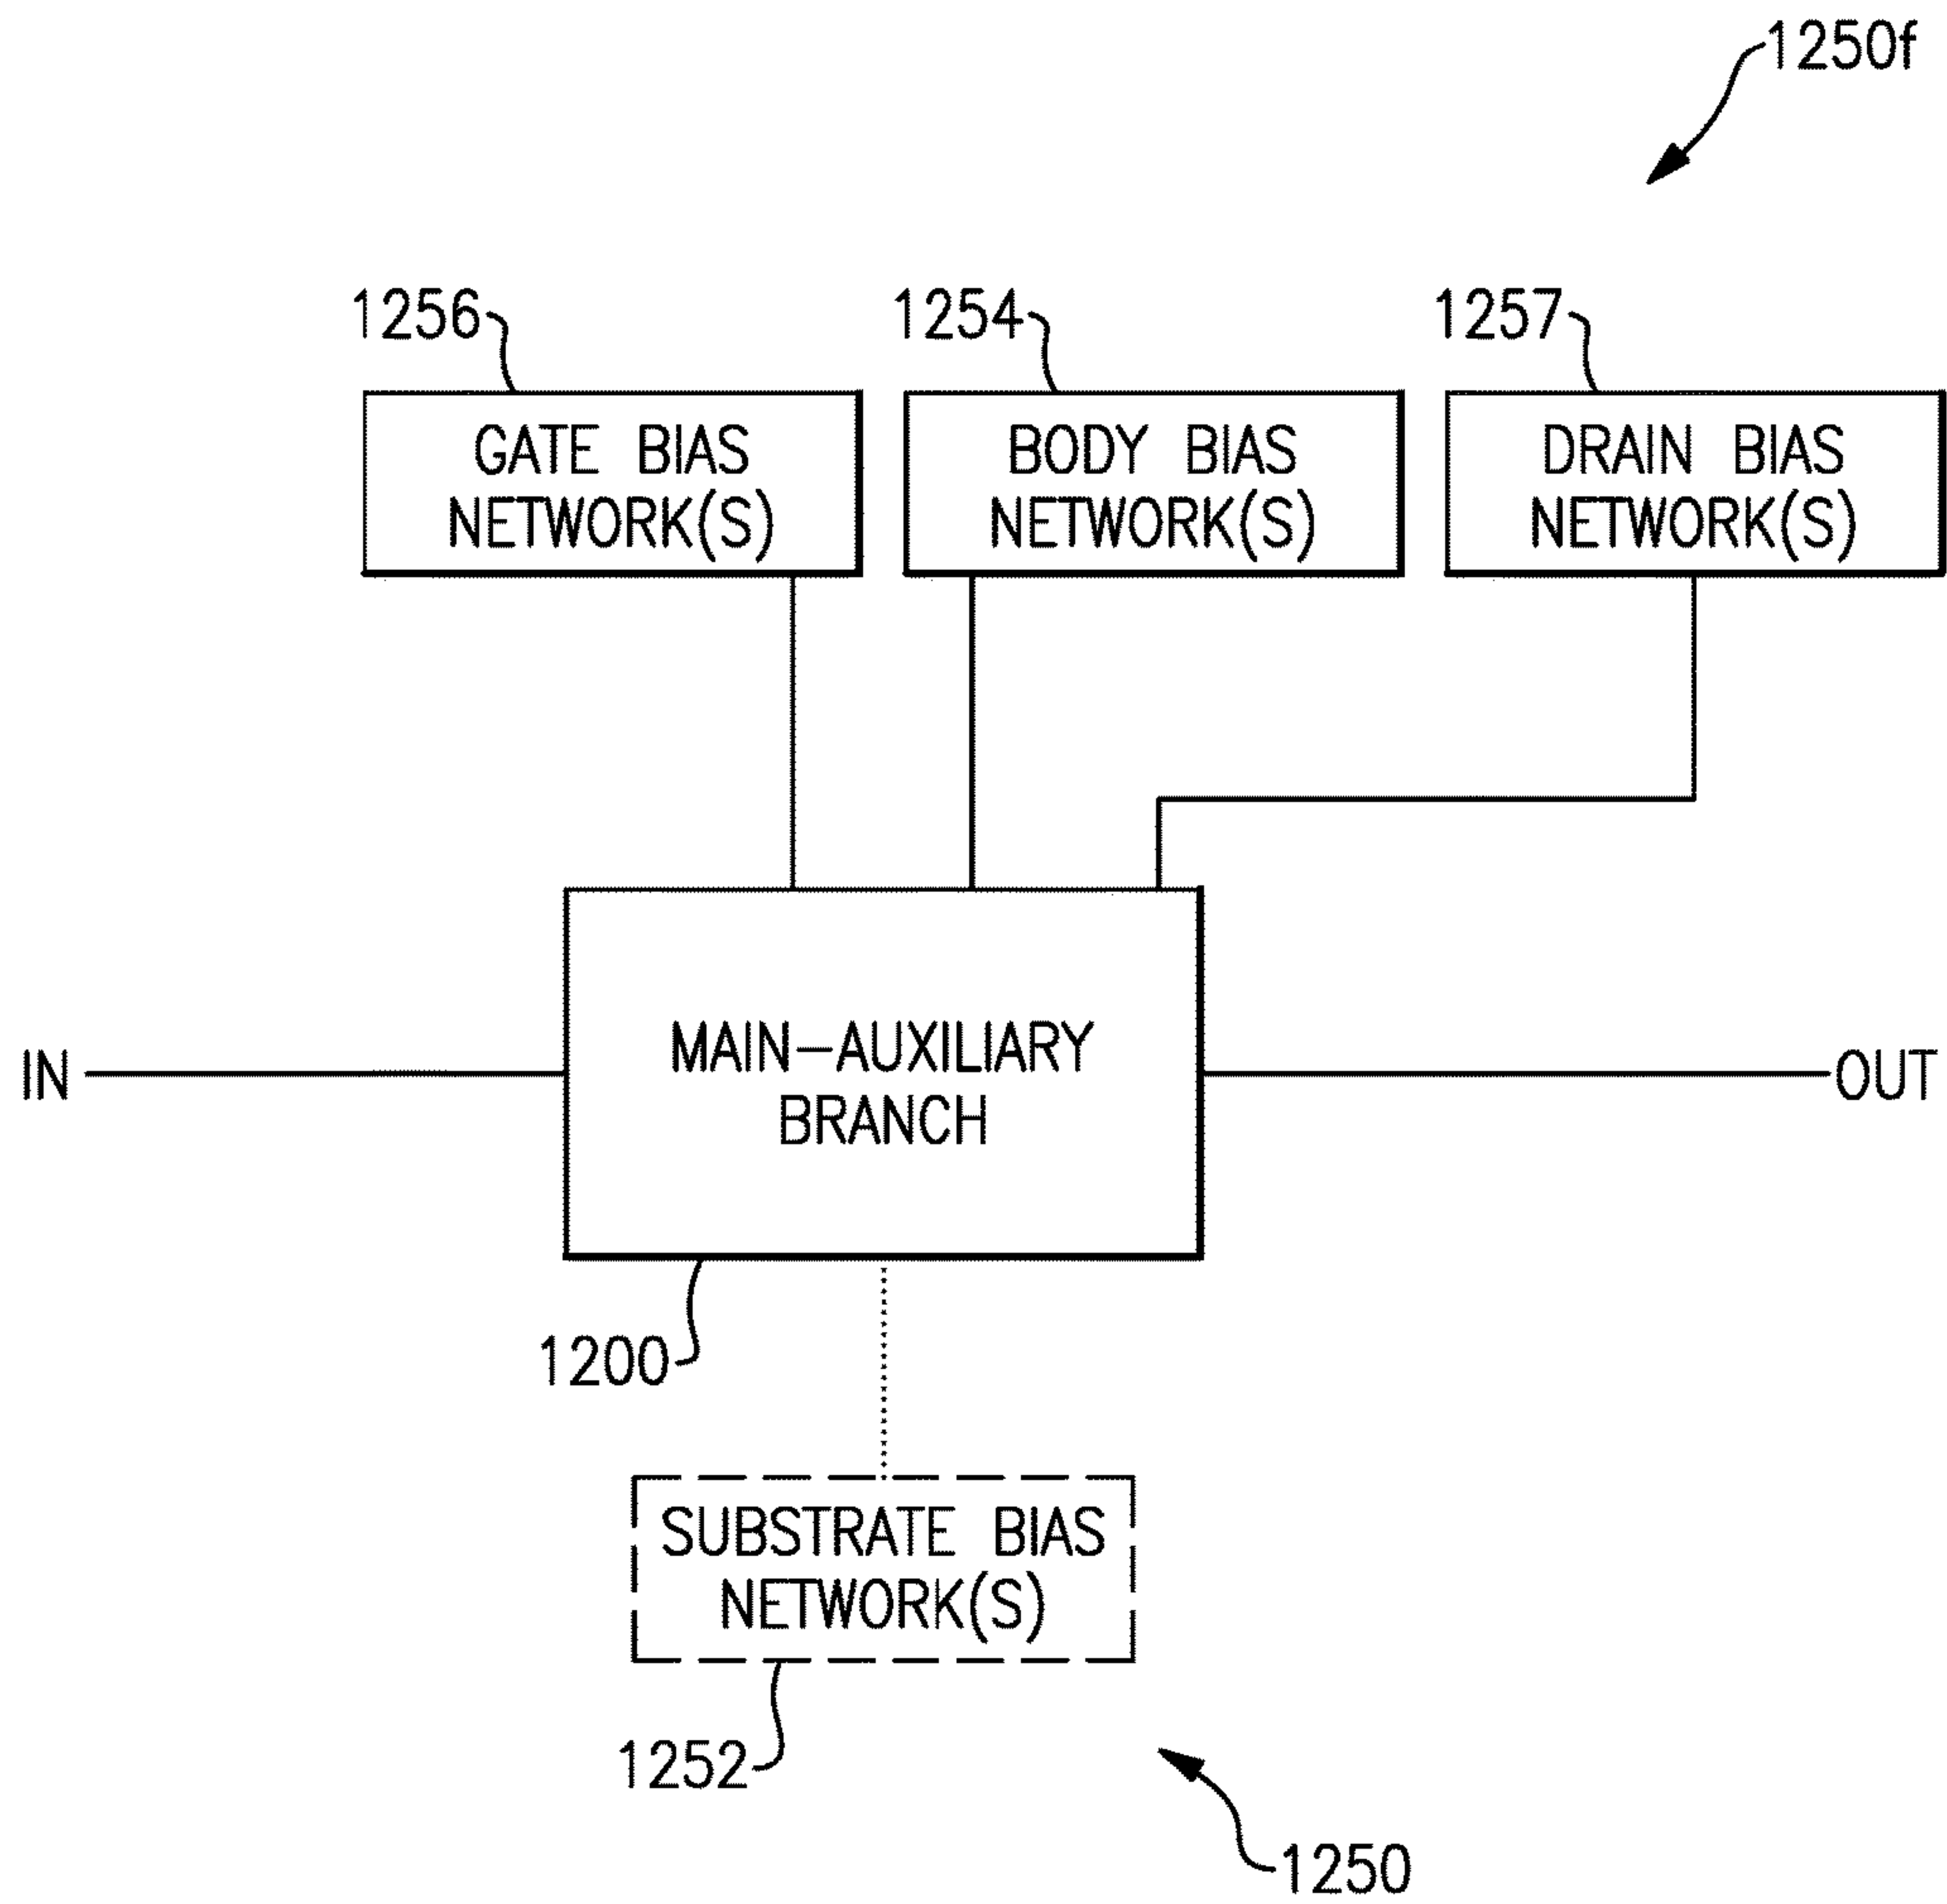 1250f
1256
1254
1257
GATE BIAS
NETWORK(S)
BODY BIAS
NETWORK(S)
DRAIN BIAS
NETWORK(S)
IN
MAIN-AUXILIARY
BRANCH
OUT
1200
SUBSTRATE BIAS
NETWORK(S)
1252
1250